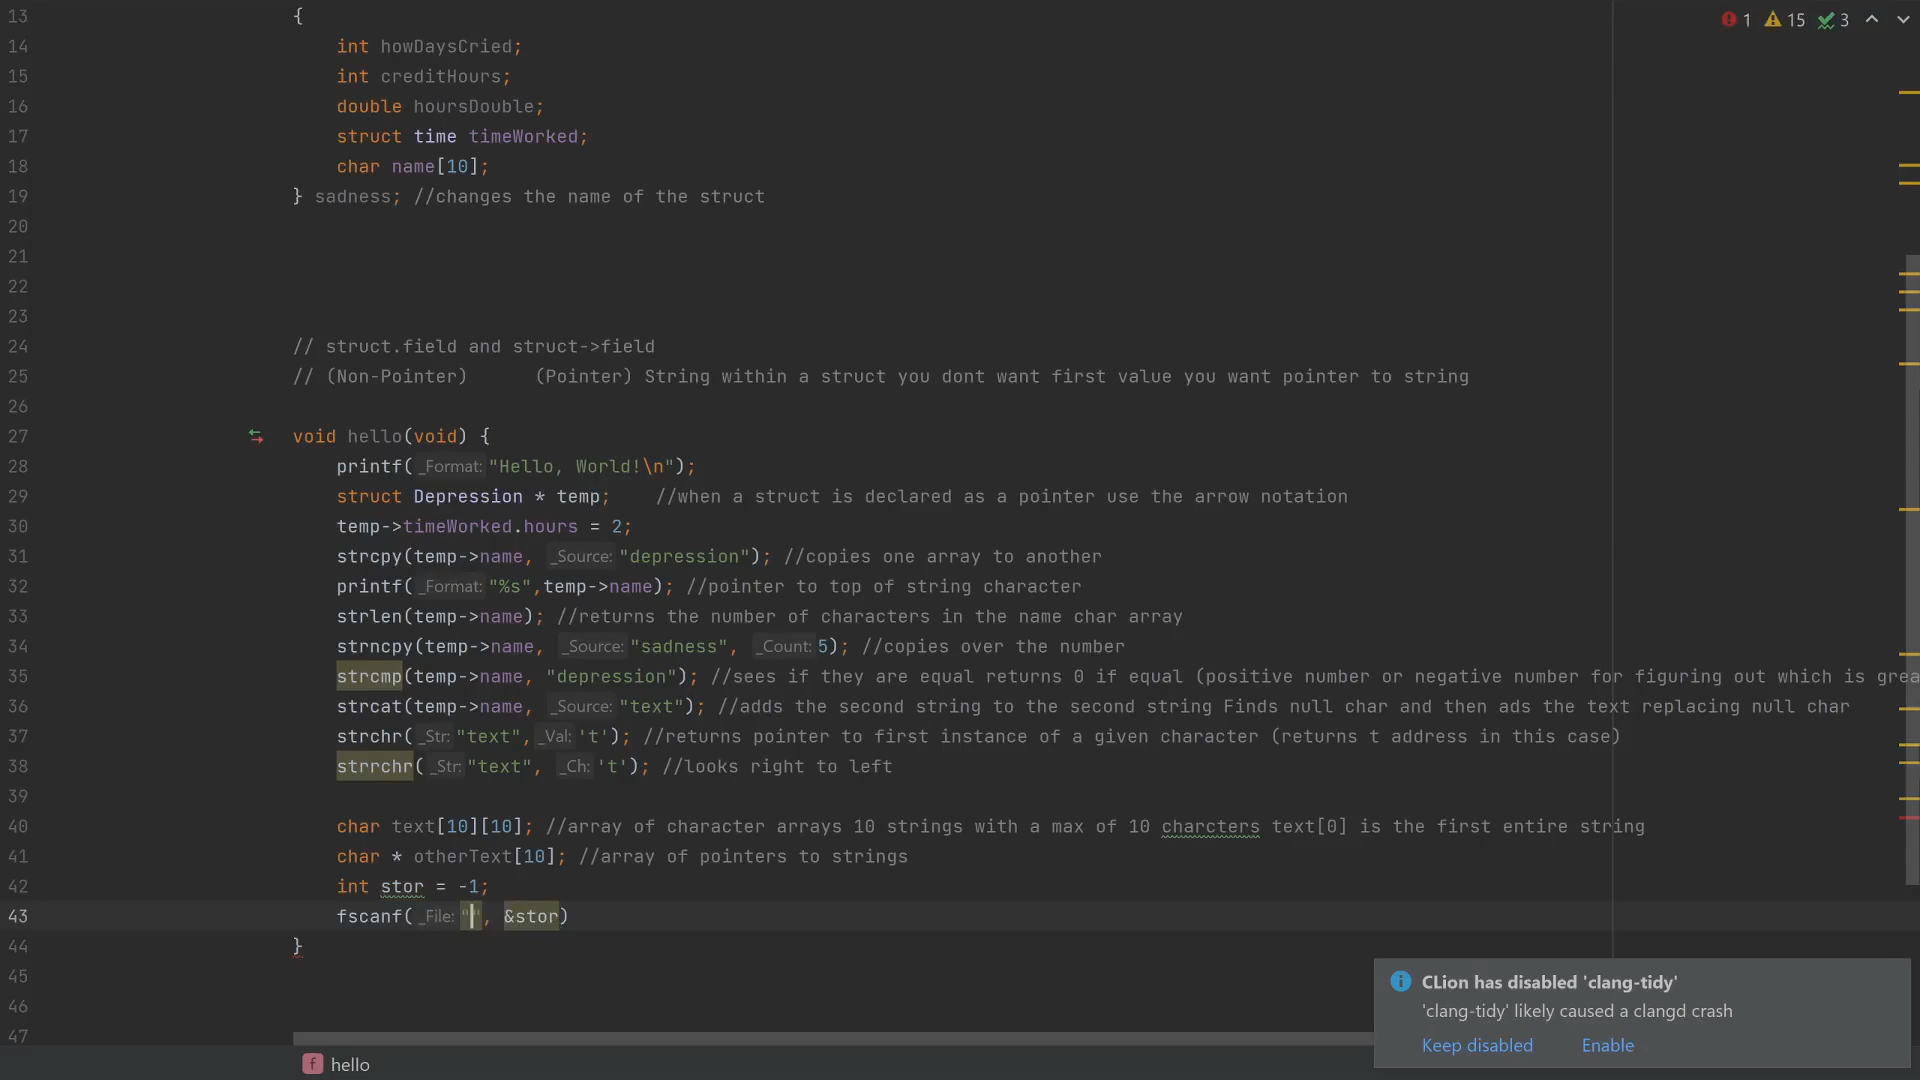 1 15 3
13 {
14 int howDaysCried;
15 int creditHours;
16 double hoursDouble;
17 struct time timeWorked;
18 char name[10];
19 } sadness; //changes the name of the struct
20
21
22
23
24 // struct.field and struct->field
25 // (Non-Pointer) (Pointer) String within a struct you dont want first value you want pointer to string
26
27 void hello(void) {
28 printf( _Format: "Hello, World!\n");
29 struct Depression * temp; //when a struct is declared as a pointer use the arrow notation
30 temp->timeWorked.hours = 2;
31 strcpy(temp->name, _Source: "depression"); //copies one array to another
32 printf( _Format: "%s",temp->name); //pointer to top of string character
33 strlen(temp->name); //returns the number of characters in the name char array
34 strncpy(temp->name, _Source: "sadness", _Count: 5); //copies over the number
35 strcmp(temp->name, "depression"); //sees if they are equal returns 0 if equal (positive number or negative number for figuring out which is grea
36 strcat(temp->name, _Source: "text"); //adds the second string to the second string Finds null char and then ads the text replacing null char
37 strchr( _Str: "text", _Val: 't'); //returns pointer to first instance of a given character (returns t address in this case)
38 strrchr( _Str: "text", _Ch: 't'); //looks right to left
39
40 char text[10][10]; //array of character arrays 10 strings with a max of 10 charcters text[0] is the first entire string
41 char * otherText[10]; //array of pointers to strings
42 int stor = -1;
43 fscanf( _File: "", &stor)
44 }
45
46
47
CLion has disabled 'clang-tidy'
'clang-tidy' likely caused a clangd crash
Keep disabled Enable
f hello